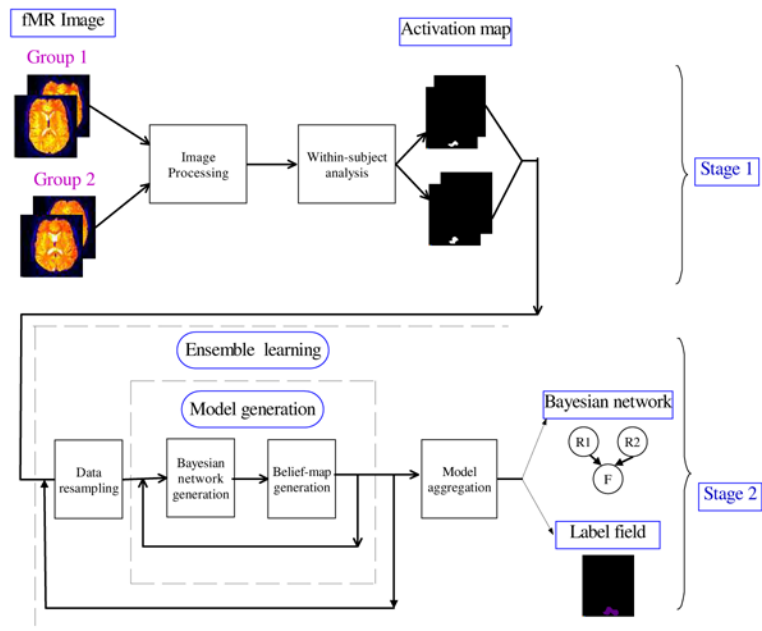 fMR Image
Activation map
Group 1
Image
Processing
Within-subject
analysis
Stage 1
Group 2
Ensemble learning
Model generation
Bayesian network
Data
resampling
Bayesian
network
generation
Belief-map
generation
Model
aggregation
R1
R2
F
Stage 2
Label field